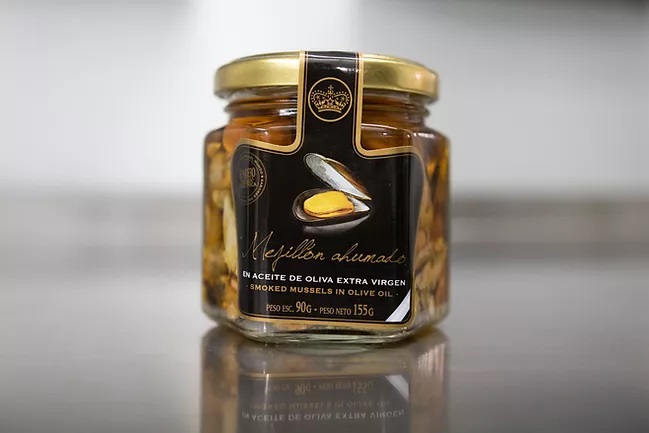 Mejillón ahumado
EN ACEITE DE OLIVA EXTRA VIRGEN
· SMOKED MUSSELS IN OLIVE OIL ·
PESO ESC. 90G · PESO NETO 155G